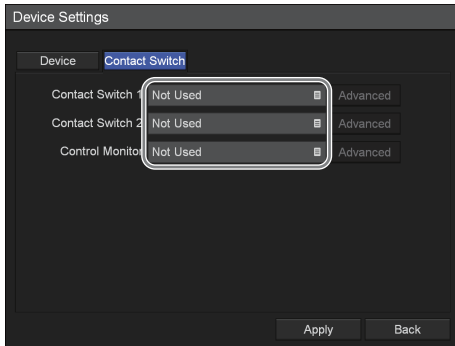 Device Settings
Device Contact Switch
Contact Switch 1 Not Used Advanced
Contact Switch 2 Not Used Advanced
Control Monitor Not Used Advanced
Apply Back